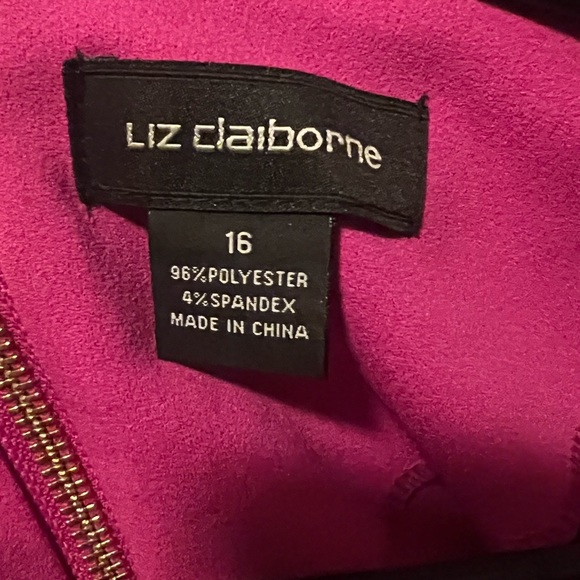 Liz claiborne
16
96%POLYESTER
4%SPANDEX
MADE IN CHINA